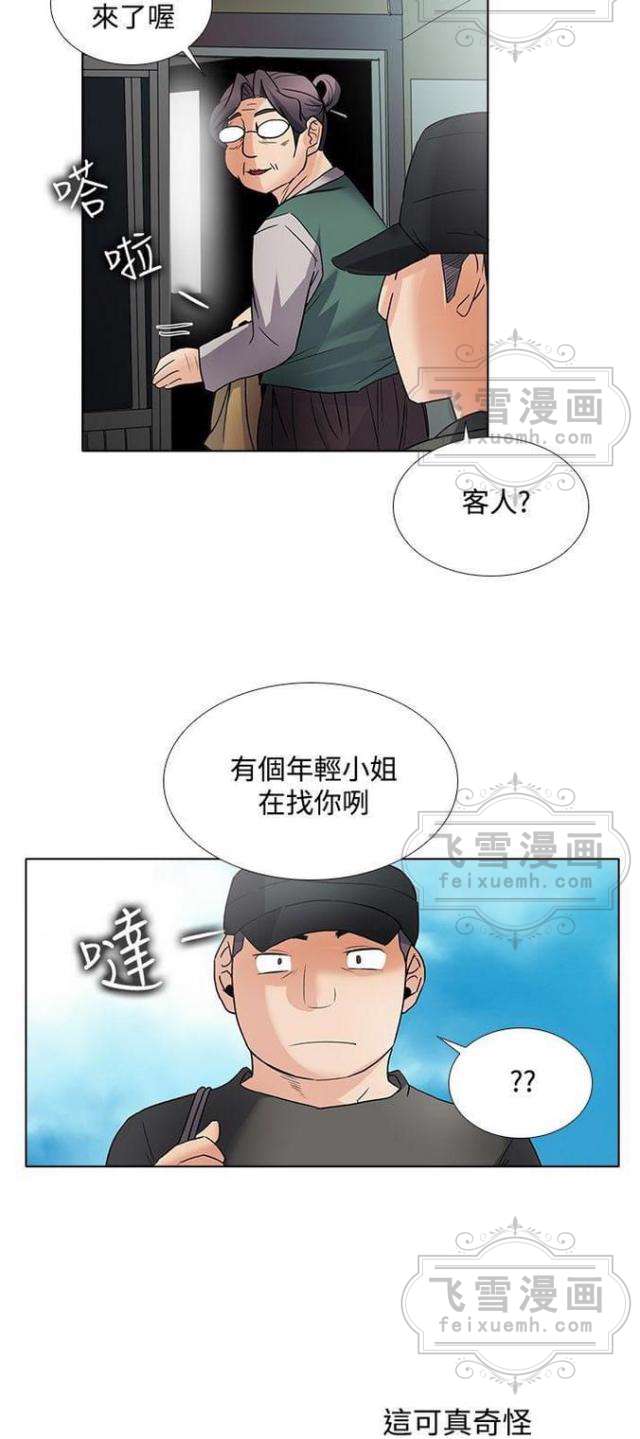 來了喔
嗒
啦
飞雪漫画
feixuemh.com
客人?
有個年輕小姐
在找你咧
飞雪漫画
feixuemh.com
噠
??
飞雪漫画
feixuemh.com
這可真奇怪